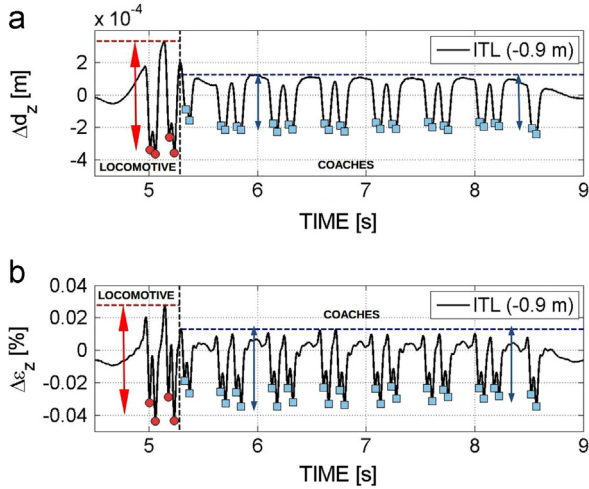 a
x 10⁻⁴
2
0
-2
-4
Δd_z [m]
ITL (-0.9 m)
LOCOMOTIVE
COACHES
5 6 7 8 9
TIME [s]
b
0.04
0.02
0
-0.02
-0.04
Δε_z [%]
LOCOMOTIVE
COACHES
ITL (-0.9 m)
5 6 7 8 9
TIME [s]